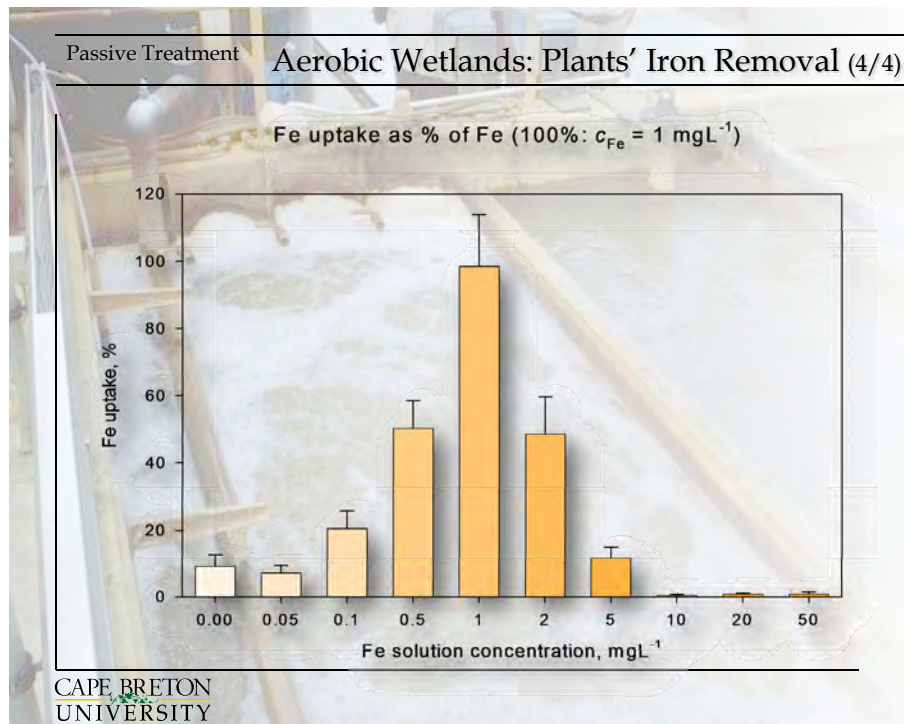 Passive Treatment
Aerobic Wetlands: Plants' Iron Removal (4/4)
Fe uptake as % of Fe (100%: cFe = 1 mgL⁻¹)
120
100
80
60
40
20
0
Fe uptake, %
0.00 0.05 0.1 0.5 1 2 5 10 20 50
Fe solution concentration, mgL⁻¹
CAPE BRETON
UNIVERSITY